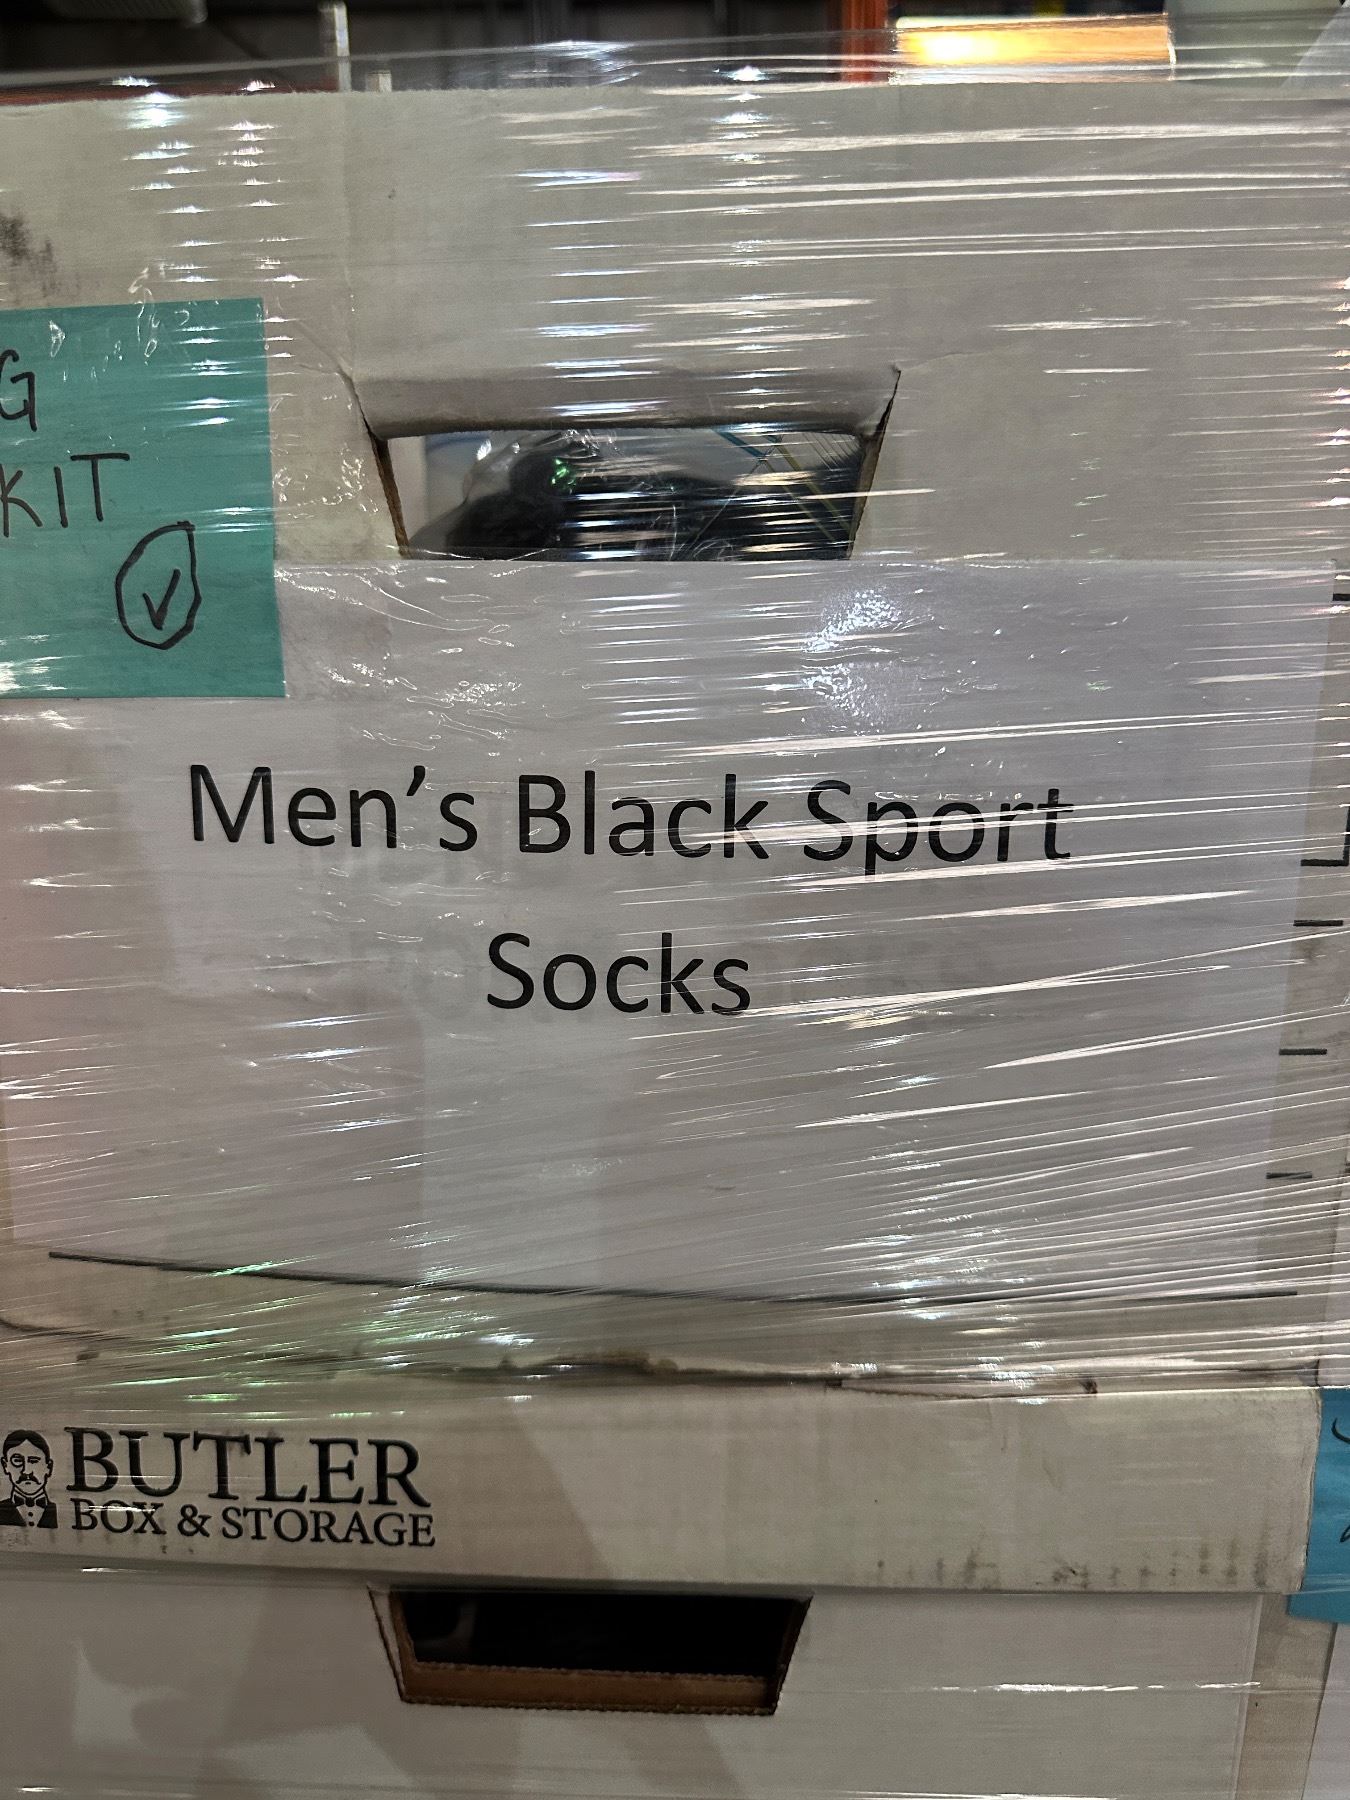 G
KIT
Men's Black Sport
Socks
BUTLER
BOX & STORAGE